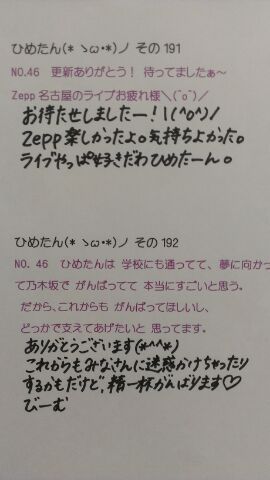 ひめたん(* ゝω・*)ノ その 191
NO.46 更新ありがとう! 待ってましたぁ～
Zepp名古屋のライブお疲れ様＼(^o^)／
お待たせしましたー!\(^o^)/
Zepp楽しかったよ。気持ちよかった。
ライブやっぱ好きだわひめたーん。
ひめたん(* ゝω・*)ノ その 192
NO. 46 ひめたんは 学校にも通ってて、夢に向かっ
て乃木坂で がんばってて 本当にすごいと思う。
だから、これからも がんばってほしいし、
どっかで支えてあげたいと 思ってます。
ありがとうございます(*^^*)
これからもみなさんに迷惑かけちゃったり
するかもだけど、精一杯がんばります♡
びーむ